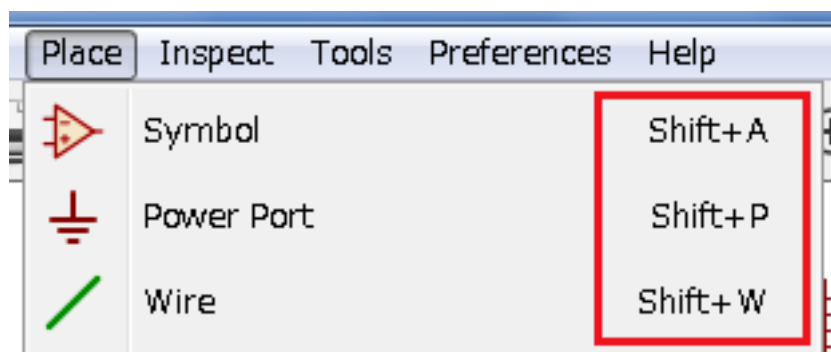 Place Inspect Tools Preferences Help
Symbol Shift+A
Power Port Shift+P
Wire Shift+W